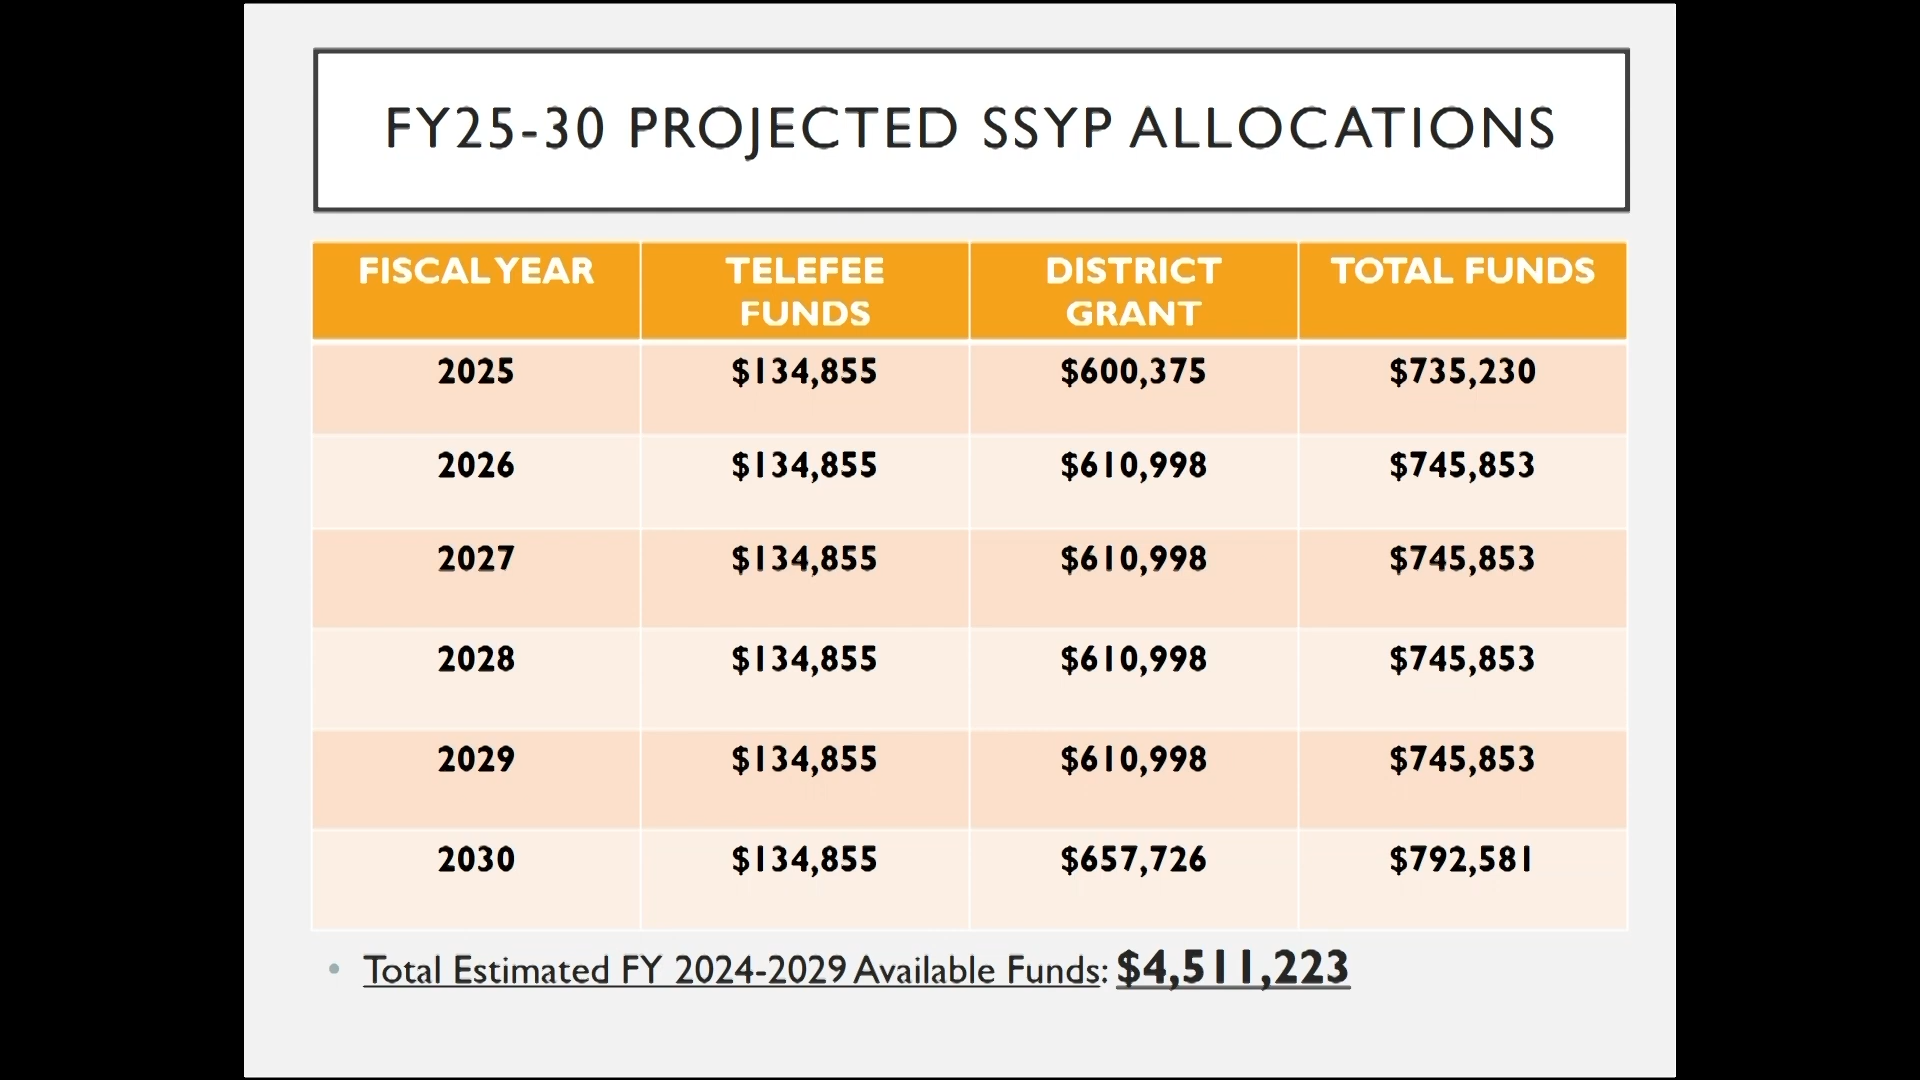 FY25-30 PROJECTED SSYP ALLOCATIONS
FISCAL YEAR TELEFEE FUNDS DISTRICT GRANT TOTAL FUNDS
2025 $134,855 $600,375 $735,230
2026 $134,855 $610,998 $745,853
2027 $134,855 $610,998 $745,853
2028 $134,855 $610,998 $745,853
2029 $134,855 $610,998 $745,853
2030 $134,855 $657,726 $792,581
• Total Estimated FY 2024-2029 Available Funds: $4,511,223